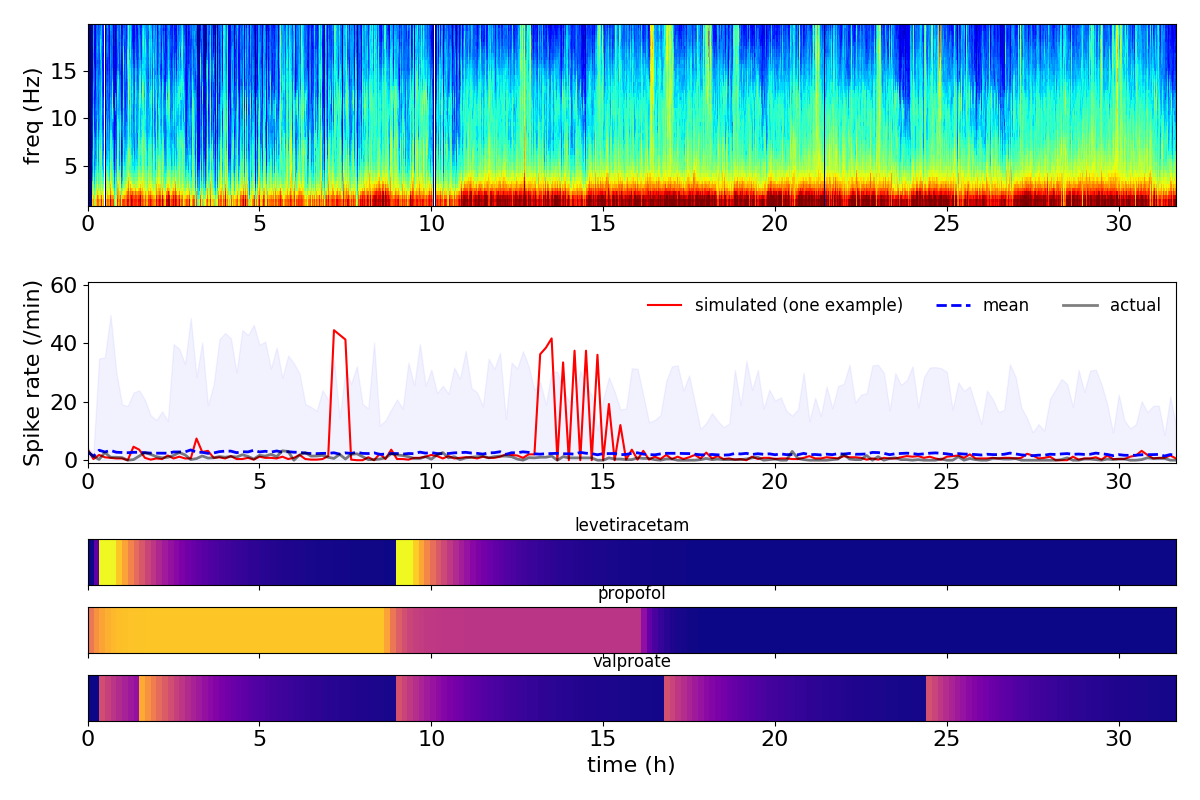 freq (Hz)
15
10
5
0 5 10 15 20 25 30
Spike rate (/min)
60
40
20
0
simulated (one example) mean actual
0 5 10 15 20 25 30
levetiracetam
propofol
valproate
0 5 10 15 20 25 30
time (h)